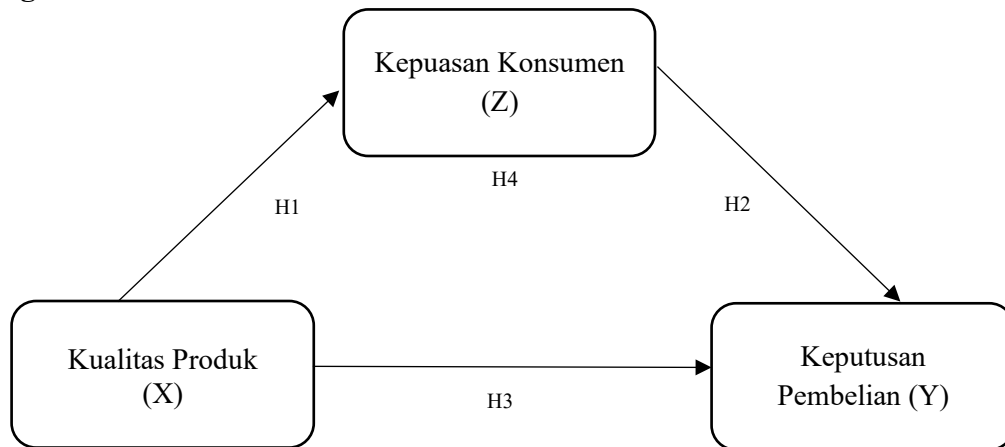 Kepuasan Konsumen
(Z)
H4
H1
H2
Kualitas Produk
(X)
H3
Keputusan
Pembelian (Y)